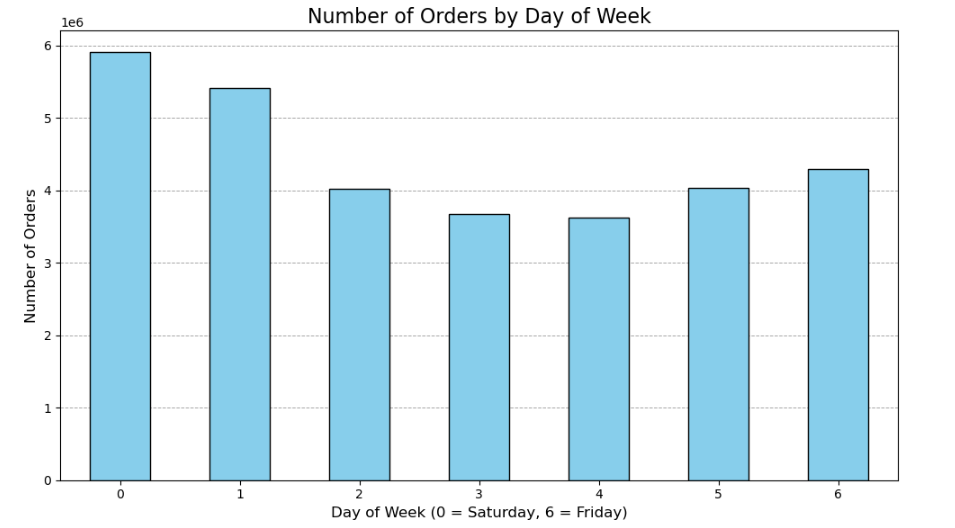 Number of Orders by Day of Week
1e6
6
5
4
3
2
1
0
Number of Orders
0 1 2 3 4 5 6
Day of Week (0 = Saturday, 6 = Friday)